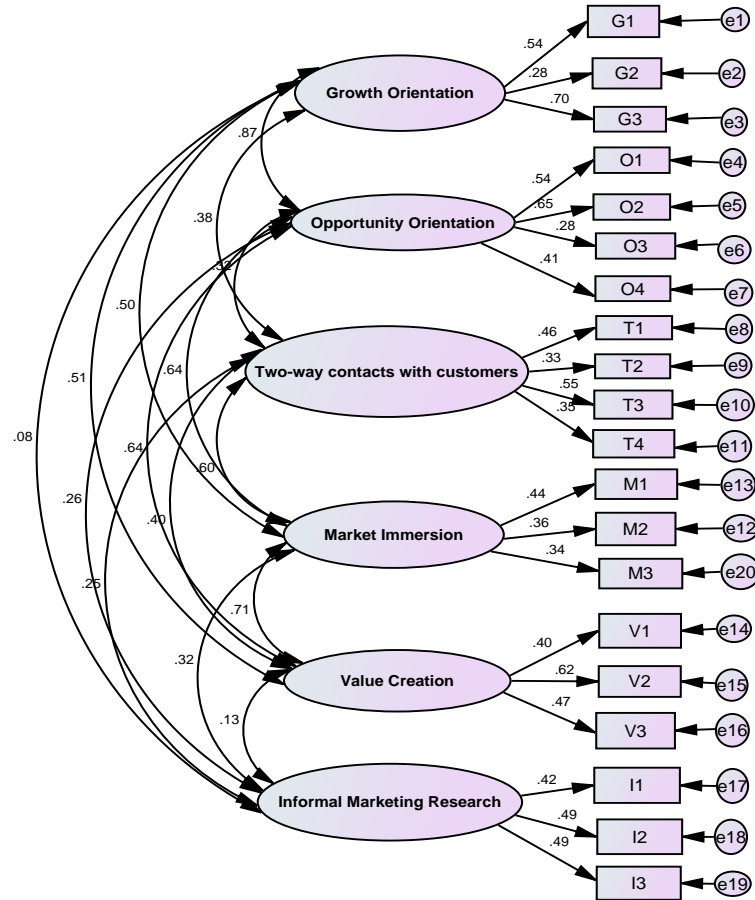 G1
e1
.54
G2
e2
.28
Growth Orientation
.70
G3
e3
O1
e4
.87
.54
O2
e5
.65
.38
Opportunity Orientation
.28
O3
e6
.41
O4
e7
.50
.46
T1
e8
.33
T2
e9
.64
Two-way contacts with customers
.55
T3
e10
.51
.35
T4
e11
.08
.64
.60
M1
e13
.44
.26
.40
Market Immersion
.36
M2
e12
.34
M3
e20
.25
.71
.32
V1
e14
.40
Value Creation
.62
V2
e15
.13
.47
V3
e16
.42
I1
e17
Informal Marketing Research
.49
I2
e18
.49
I3
e19